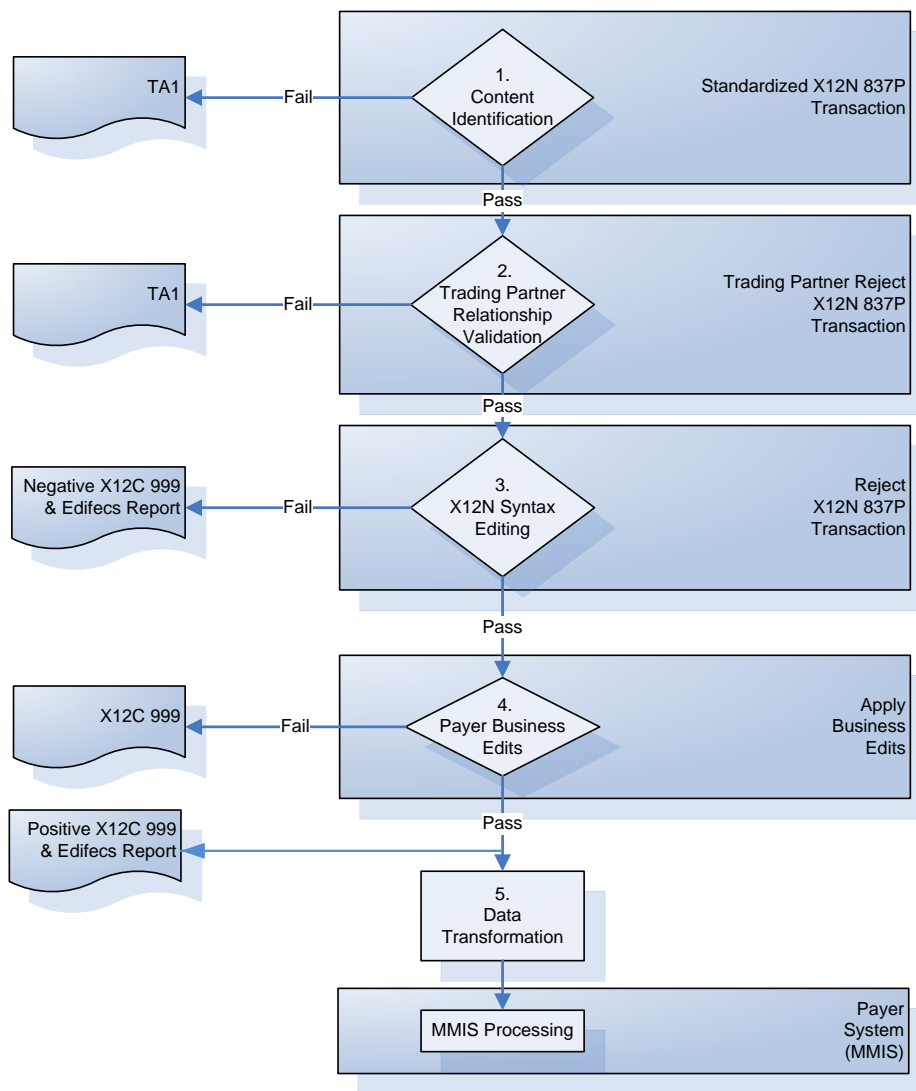 TA1
Fail
1.
Content
Identification
Standardized X12N 837P
Transaction
Pass
TA1
Fail
2.
Trading Partner
Relationship
Validation
Trading Partner Reject
X12N 837P
Transaction
Pass
Negative X12C 999
& Edifecs Report
Fail
3.
X12N Syntax
Editing
Reject
X12N 837P
Transaction
Pass
X12C 999
Fail
4.
Payer Business
Edits
Apply
Business
Edits
Pass
Positive X12C 999
& Edifecs Report
5.
Data
Transformation
MMIS Processing
Payer
System
(MMIS)